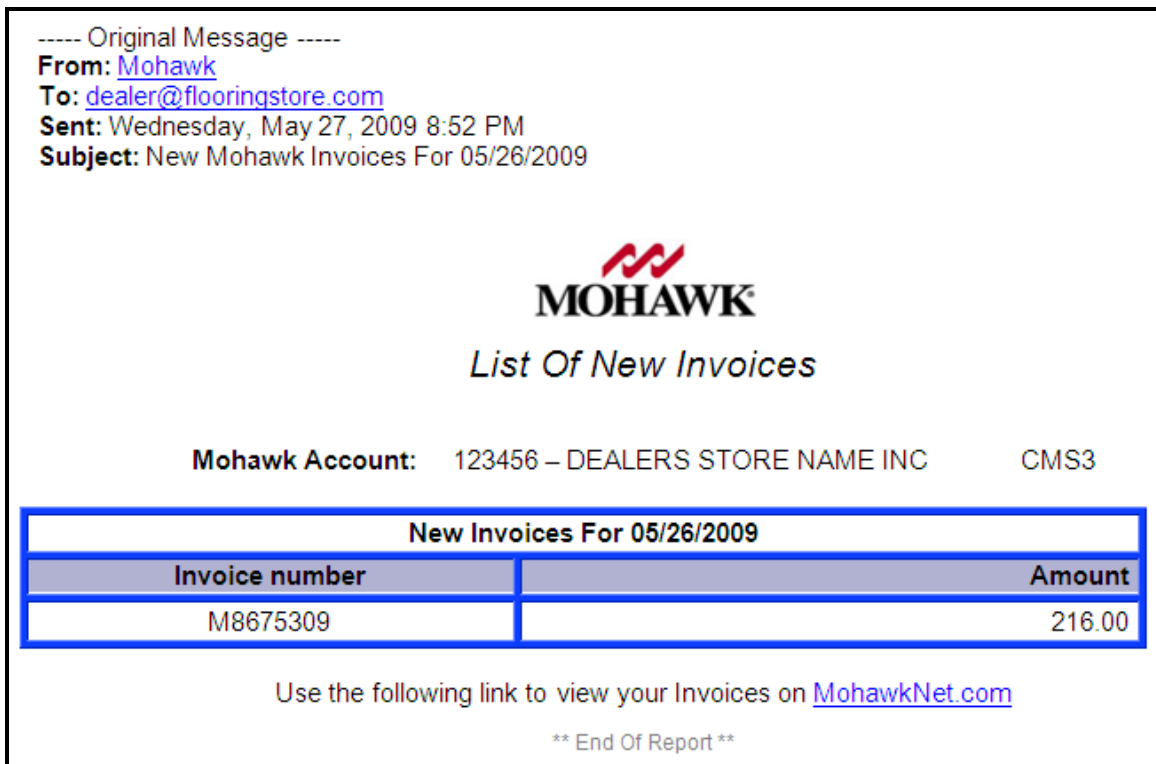 ----- Original Message -----
From: Mohawk
To: dealer@flooringstore.com
Sent: Wednesday, May 27, 2009 8:52 PM
Subject: New Mohawk Invoices For 05/26/2009
MOHAWK
List Of New Invoices
Mohawk Account: 123456 – DEALERS STORE NAME INC CMS3
New Invoices For 05/26/2009
Invoice number Amount
M8675309 216.00
Use the following link to view your Invoices on MohawkNet.com
** End Of Report **